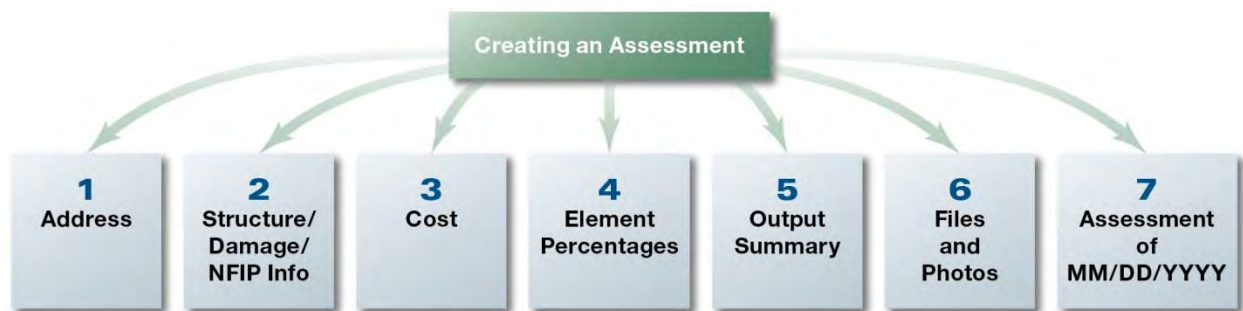 Creating an Assessment
1
Address
2
Structure/
Damage/
NFIP Info
3
Cost
4
Element
Percentages
5
Output
Summary
6
Files
and
Photos
7
Assessment
of
MM/DD/YYYY